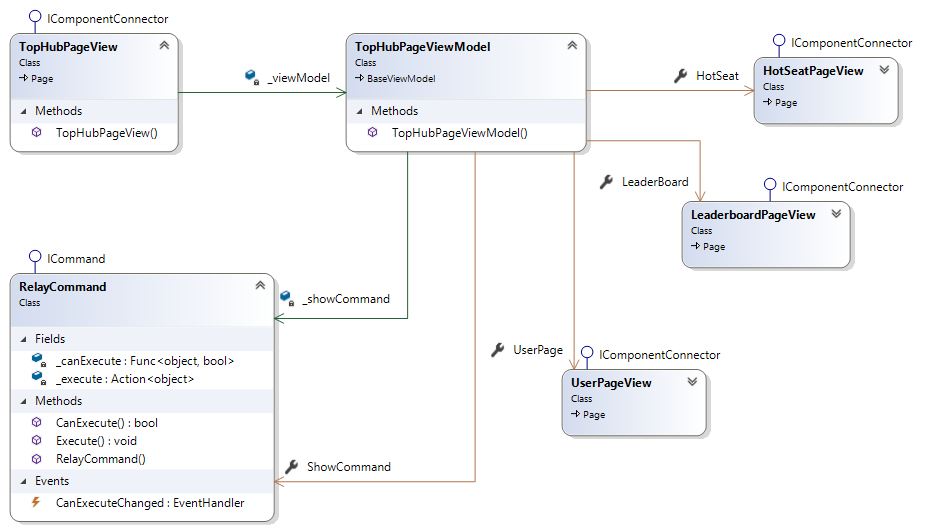 IComponentConnector
TopHubPageView
Class
Page
Methods
TopHubPageView()
_viewModel
TopHubPageViewModel
Class
BaseViewModel
Methods
TopHubPageViewModel()
HotSeat
IComponentConnector
HotSeatPageView
Class
Page
LeaderBoard
IComponentConnector
LeaderboardPageView
Class
Page
ICommand
RelayCommand
Class
Fields
_canExecute : Func<object, bool>
_execute : Action<object>
Methods
CanExecute() : bool
Execute() : void
RelayCommand()
Events
CanExecuteChanged : EventHandler
_showCommand
UserPage
IComponentConnector
UserPageView
Class
Page
ShowCommand